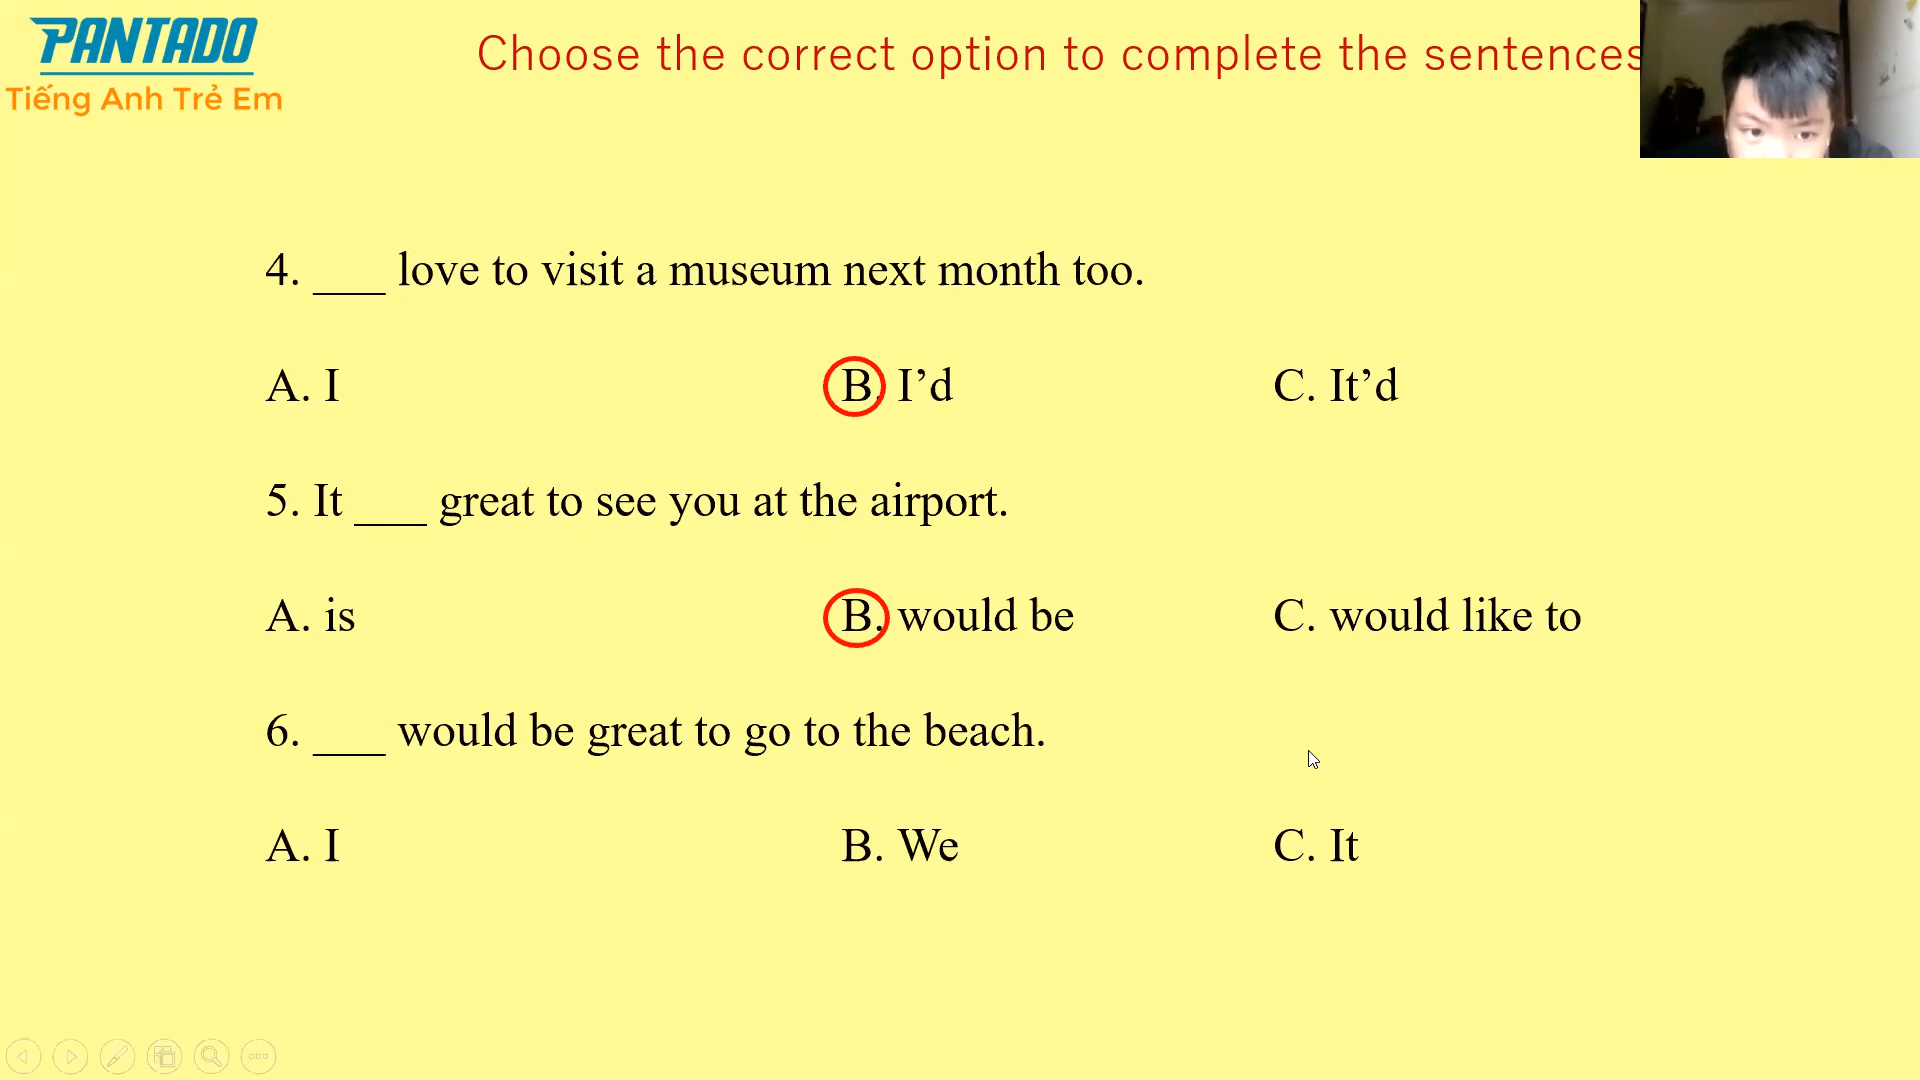 PANTADO
Tiếng Anh Trẻ Em
Choose the correct option to complete the sentences
4. ___ love to visit a museum next month too.
A. I B. I’d C. It’d
5. It ___ great to see you at the airport.
A. is B. would be C. would like to
6. ___ would be great to go to the beach.
A. I B. We C. It